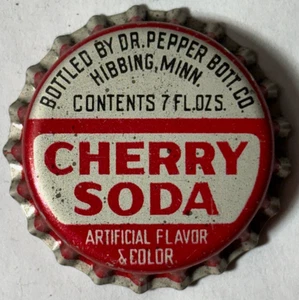 BOTTLED BY DR. PEPPER BOTT. CO.
HIBBING, MINN.
CONTENTS 7 FL. OZS.
CHERRY
SODA
ARTIFICIAL FLAVOR
& COLOR